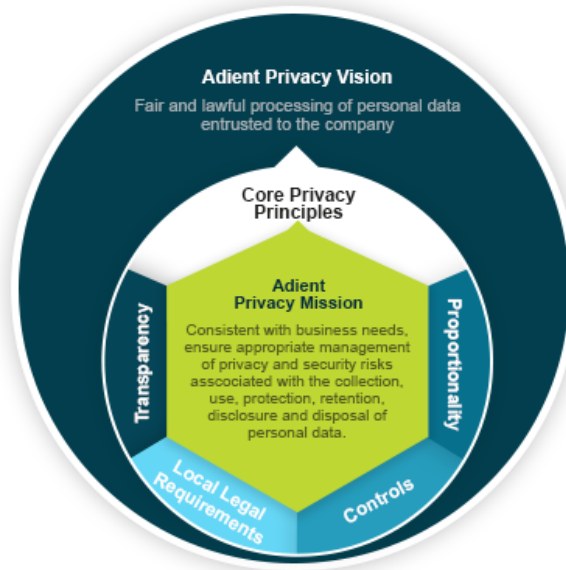 Adient Privacy Vision
Fair and lawful processing of personal data
entrusted to the company
Core Privacy
Principles
Adient
Privacy Mission
Consistent with business needs,
ensure appropriate management
of privacy and security risks
asscociated with the collection,
use, protection, retention,
disclosure and disposal of
personal data.
Transparency
Proportionality
Local Legal
Requirements
Controls